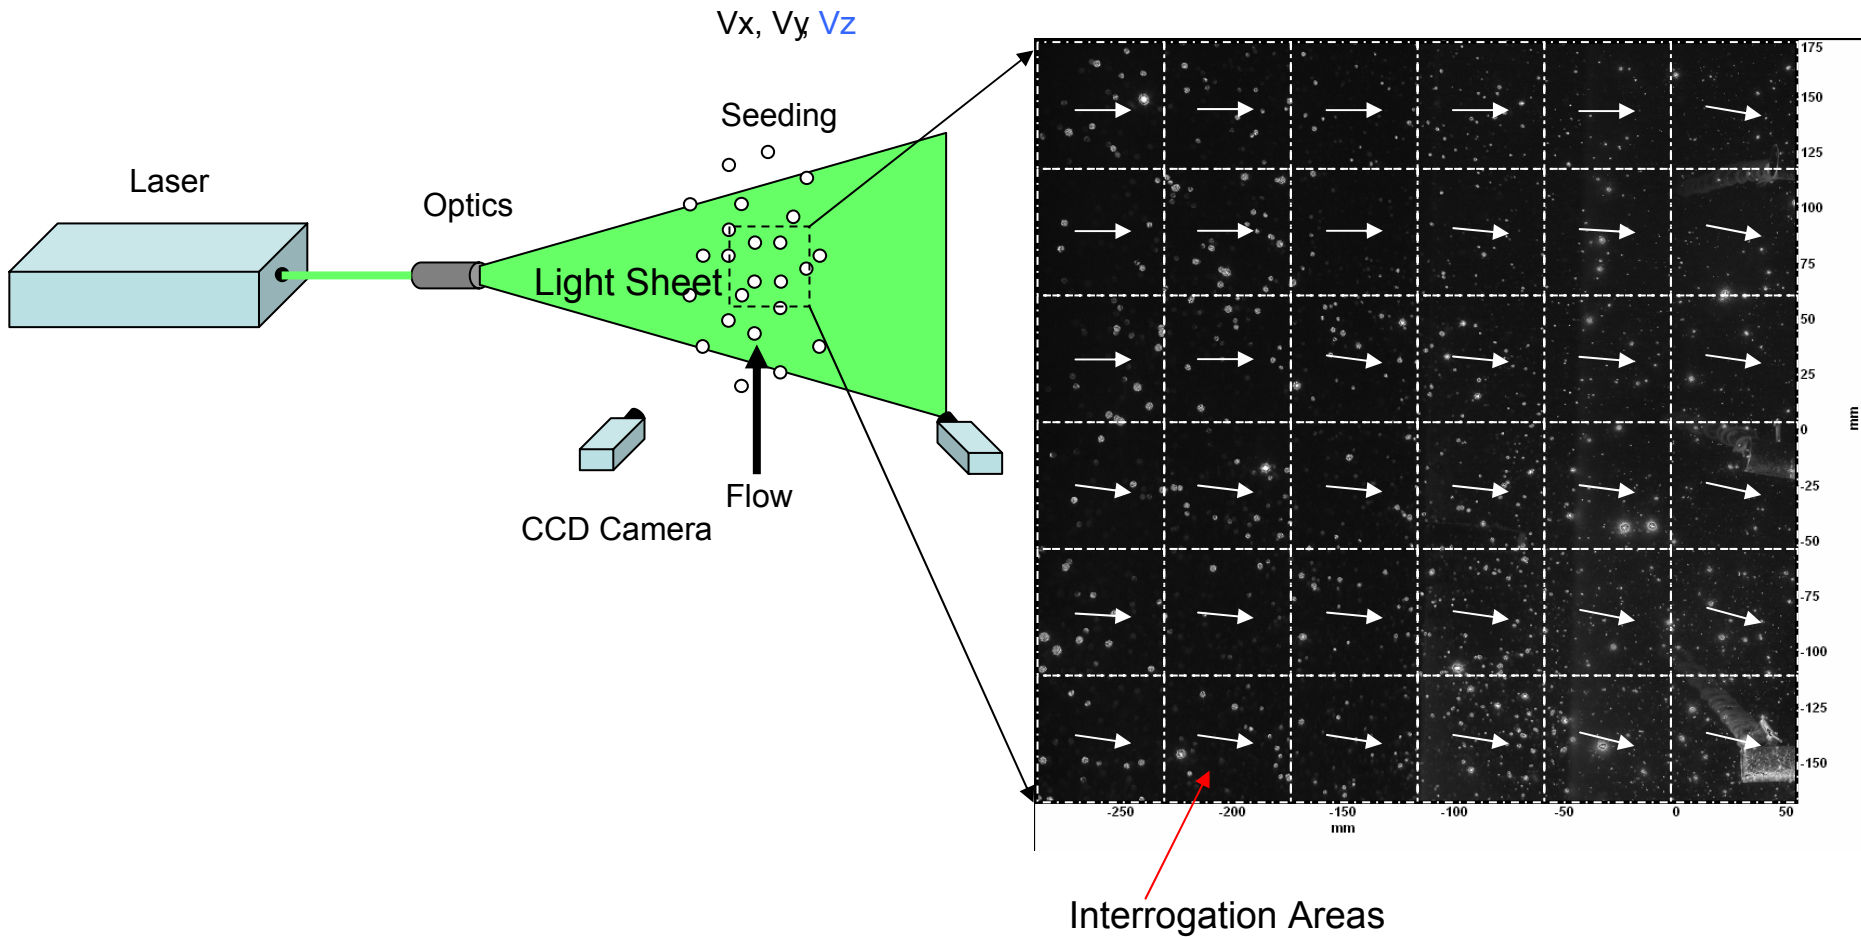 Vx, Vy, Vz
Seeding
Laser
Optics
Light Sheet
Flow
CCD Camera
175
150
125
100
75
50
25
0
-25
-50
-75
-100
-125
-150
mm
-250 -200 -150 -100 -50 0 50
mm
Interrogation Areas